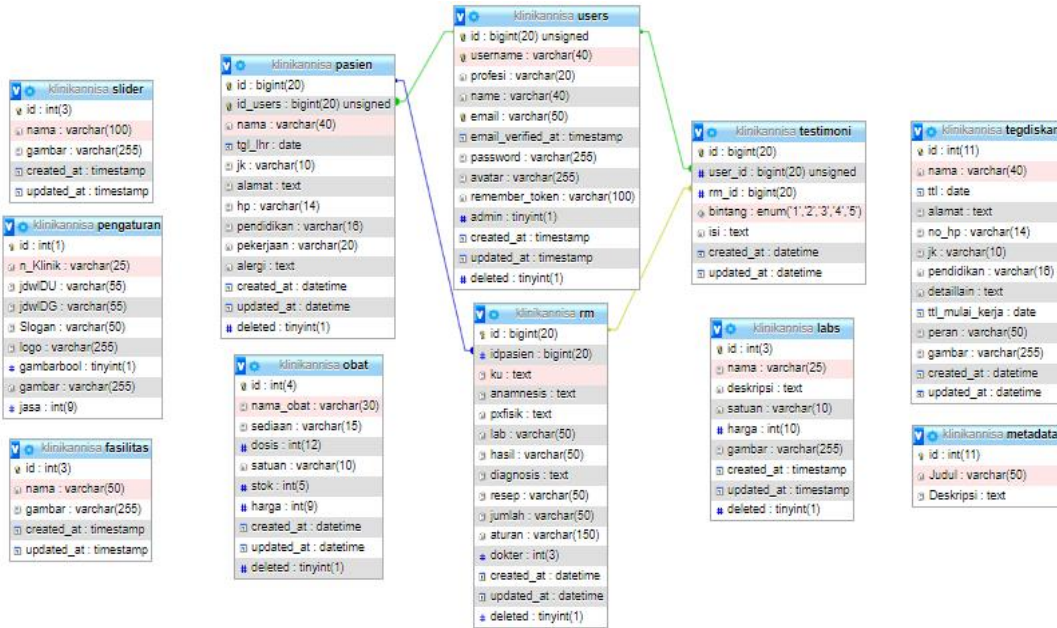 klinikannisa slider
id : int(3)
nama : varchar(100)
gambar : varchar(255)
created_at : timestamp
updated_at : timestamp
klinikannisa pengaturan
id : int(1)
n_Klinik : varchar(25)
jdwlDU : varchar(55)
jdwlDG : varchar(55)
Slogan : varchar(50)
logo : varchar(255)
gambarbool : tinyint(1)
gambar : varchar(255)
jasa : int(9)
klinikannisa fasilitas
id : int(3)
nama : varchar(50)
gambar : varchar(255)
created_at : timestamp
updated_at : timestamp
klinikannisa pasien
id : bigint(20)
id_users : bigint(20) unsigned
nama : varchar(40)
tgl_lhr : date
jk : varchar(10)
alamat : text
hp : varchar(14)
pendidikan : varchar(16)
pekerjaan : varchar(20)
alergi : text
created_at : datetime
updated_at : datetime
deleted : tinyint(1)
klinikannisa obat
id : int(4)
nama_obat : varchar(30)
sediaan : varchar(15)
dosis : int(12)
satuan : varchar(10)
stok : int(5)
harga : int(9)
created_at : datetime
updated_at : datetime
deleted : tinyint(1)
klinikannisa users
id : bigint(20) unsigned
username : varchar(40)
profesi : varchar(20)
name : varchar(40)
email : varchar(50)
email_verified_at : timestamp
password : varchar(255)
avatar : varchar(255)
remember_token : varchar(100)
admin : tinyint(1)
created_at : timestamp
updated_at : timestamp
deleted : tinyint(1)
klinikannisa rm
id : bigint(20)
idpasien : bigint(20)
ku : text
anamnesis : text
pxfisik : text
lab : varchar(50)
hasil : varchar(50)
diagnosis : text
resep : varchar(50)
jumlah : varchar(50)
aturan : varchar(150)
dokter : int(3)
created_at : datetime
updated_at : datetime
deleted : tinyint(1)
klinikannisa testimoni
id : bigint(20)
user_id : bigint(20) unsigned
rm_id : bigint(20)
bintang : enum('1','2','3','4','5')
isi : text
created_at : datetime
updated_at : datetime
klinikannisa labs
id : int(3)
nama : varchar(25)
deskripsi : text
satuan : varchar(10)
harga : int(10)
gambar : varchar(255)
created_at : timestamp
updated_at : timestamp
deleted : tinyint(1)
klinikannisa tegdiskan
id : int(11)
nama : varchar(40)
ttl : date
alamat : text
no_hp : varchar(14)
jk : varchar(10)
pendidikan : varchar(16)
detaillain : text
ttl_mulai_kerja : date
peran : varchar(50)
gambar : varchar(255)
created_at : datetime
updated_at : datetime
klinikannisa metadata
id : int(11)
Judul : varchar(50)
Deskripsi : text